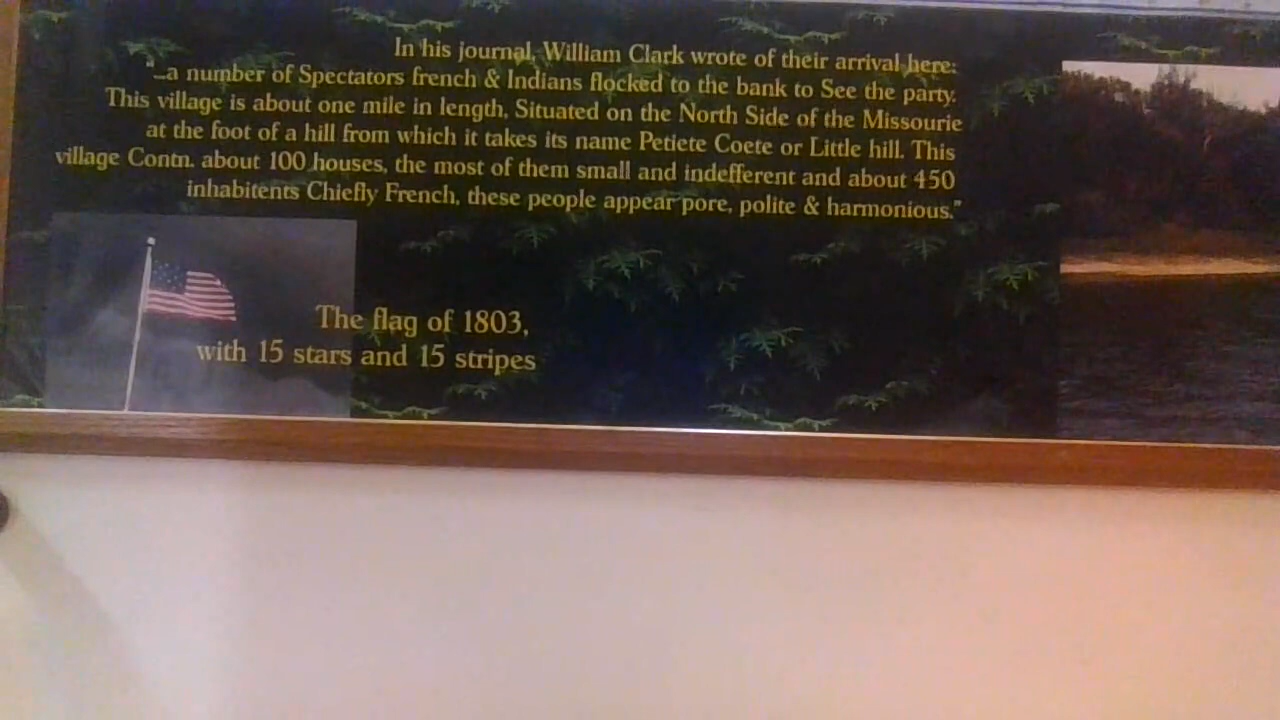 In his journal, William Clark wrote of their arrival here:
"...a number of Spectators french & Indians flocked to the bank to See the party.
This village is about one mile in length, Situated on the North Side of the Missourie
at the foot of a hill from which it takes its name Petiete Coete or Little hill. This
village Contn. about 100 houses, the most of them small and indefferent and about 450
inhabitents Chiefly French, these people appear pore, polite & harmonious."
The flag of 1803,
with 15 stars and 15 stripes